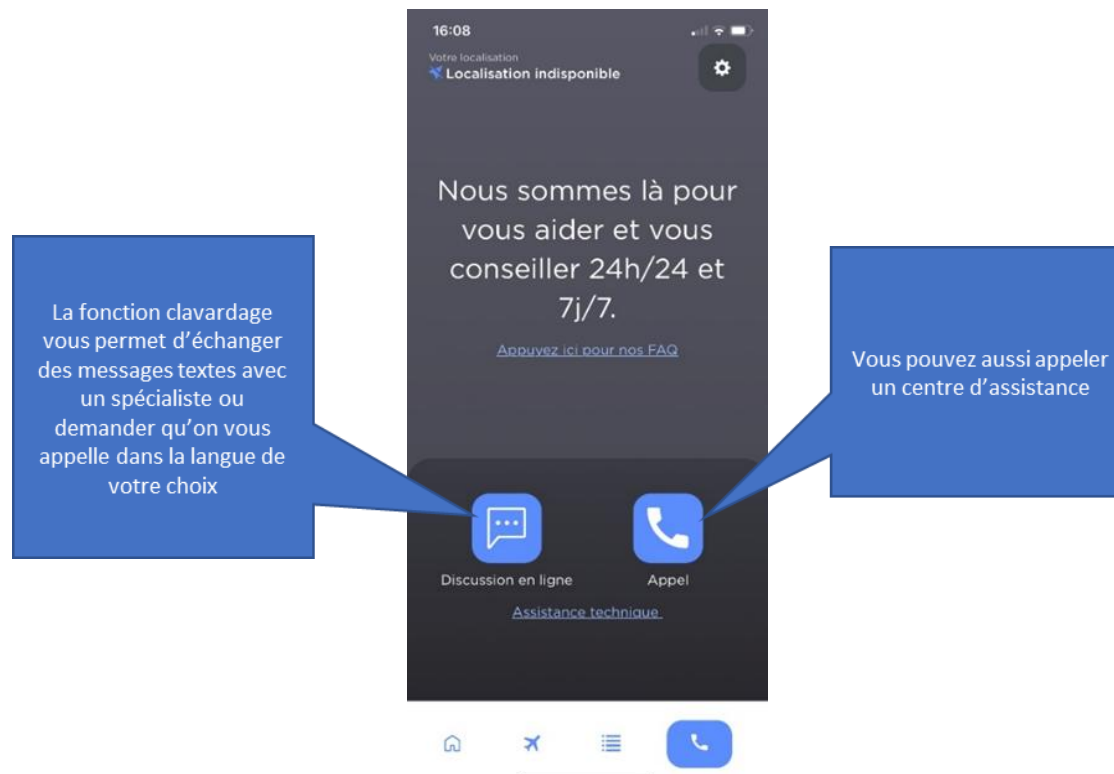 16:08
Votre localisation
Localisation indisponible
Nous sommes là pour
vous aider et vous
conseiller 24h/24 et
7j/7.
Appuyez ici pour nos FAQ
La fonction clavardage
vous permet d’échanger
des messages textes avec
un spécialiste ou
demander qu’on vous
appelle dans la langue de
votre choix
Vous pouvez aussi appeler
un centre d’assistance
Discussion en ligne
Appel
Assistance technique